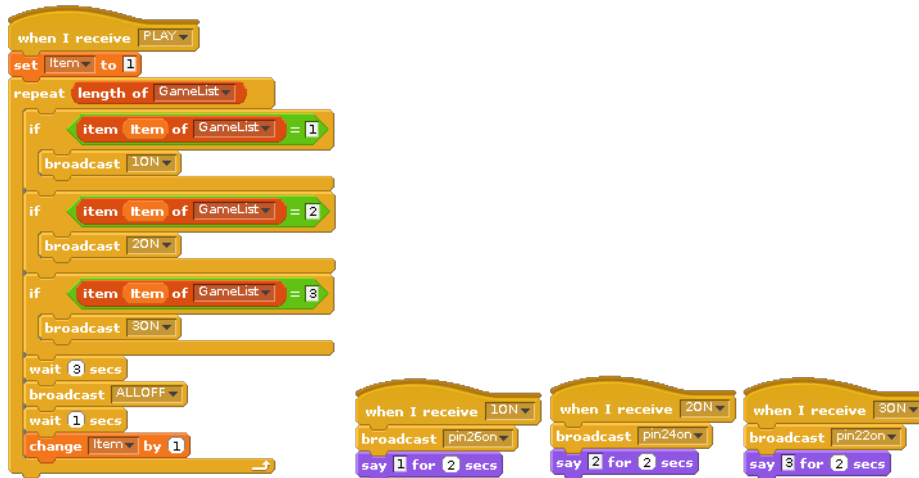 when I receive PLAY
set Item to 1
repeat length of GameList
if item Item of GameList = 1
broadcast 1ON
if item Item of GameList = 2
broadcast 2ON
if item Item of GameList = 3
broadcast 3ON
wait 3 secs
broadcast ALLOFF
wait 1 secs
change Item by 1
when I receive 1ON
broadcast pin26on
say 1 for 2 secs
when I receive 2ON
broadcast pin24on
say 2 for 2 secs
when I receive 3ON
broadcast pin22on
say 3 for 2 secs